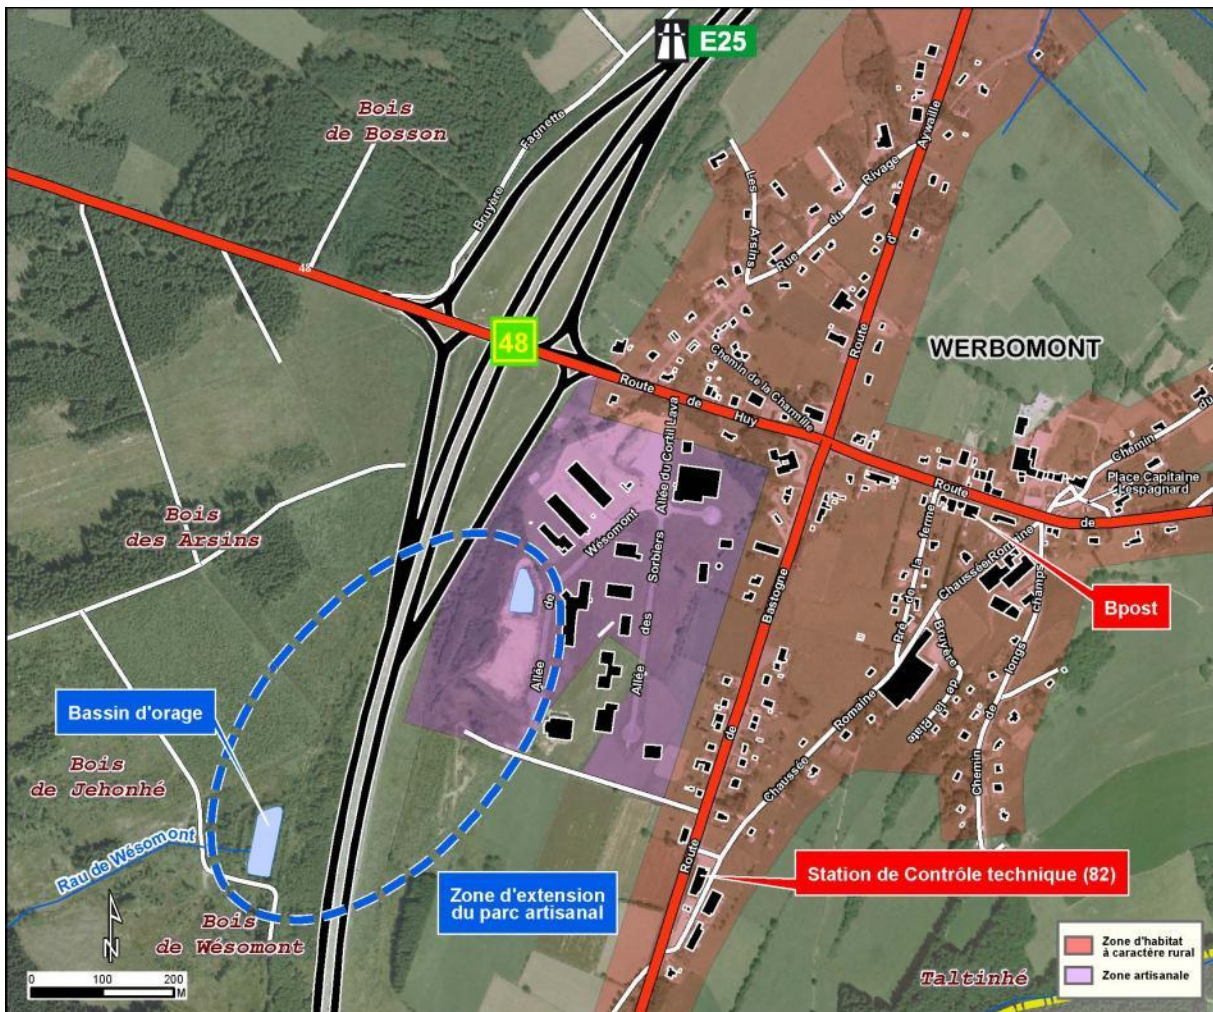 E25
Bois
de Bosson
Bruyère
Fagnette
Les
Arsins
Rue
du
Rivage
Aywaille
d'
Route
48
48
WERBOMONT
Chemin de la Charmille
Route
de
Huy
Allée du Cortil Lava
Chemin
du
Place Capitaine
Lespagnard
Route
de
Bois
des Arsins
Wésomont
de
Allée
Sorbiers
des
Allée
Bastogne
de
Route
Pré
de
la
ferme
Chaussée Romaine
Bruyère
de
la
Plate
champs
longs
de
Chemin
Bpost
Chaussée
Romaine
Bassin d'orage
Bois
de Jehonhé
Rau de Wésomont
Zone d'extension
du parc artisanal
Station de Contrôle technique (82)
Bois
de Wésomont
N
0 100 200
M
Taltinhé
Zone d'habitat
à caractère rural
Zone artisanale